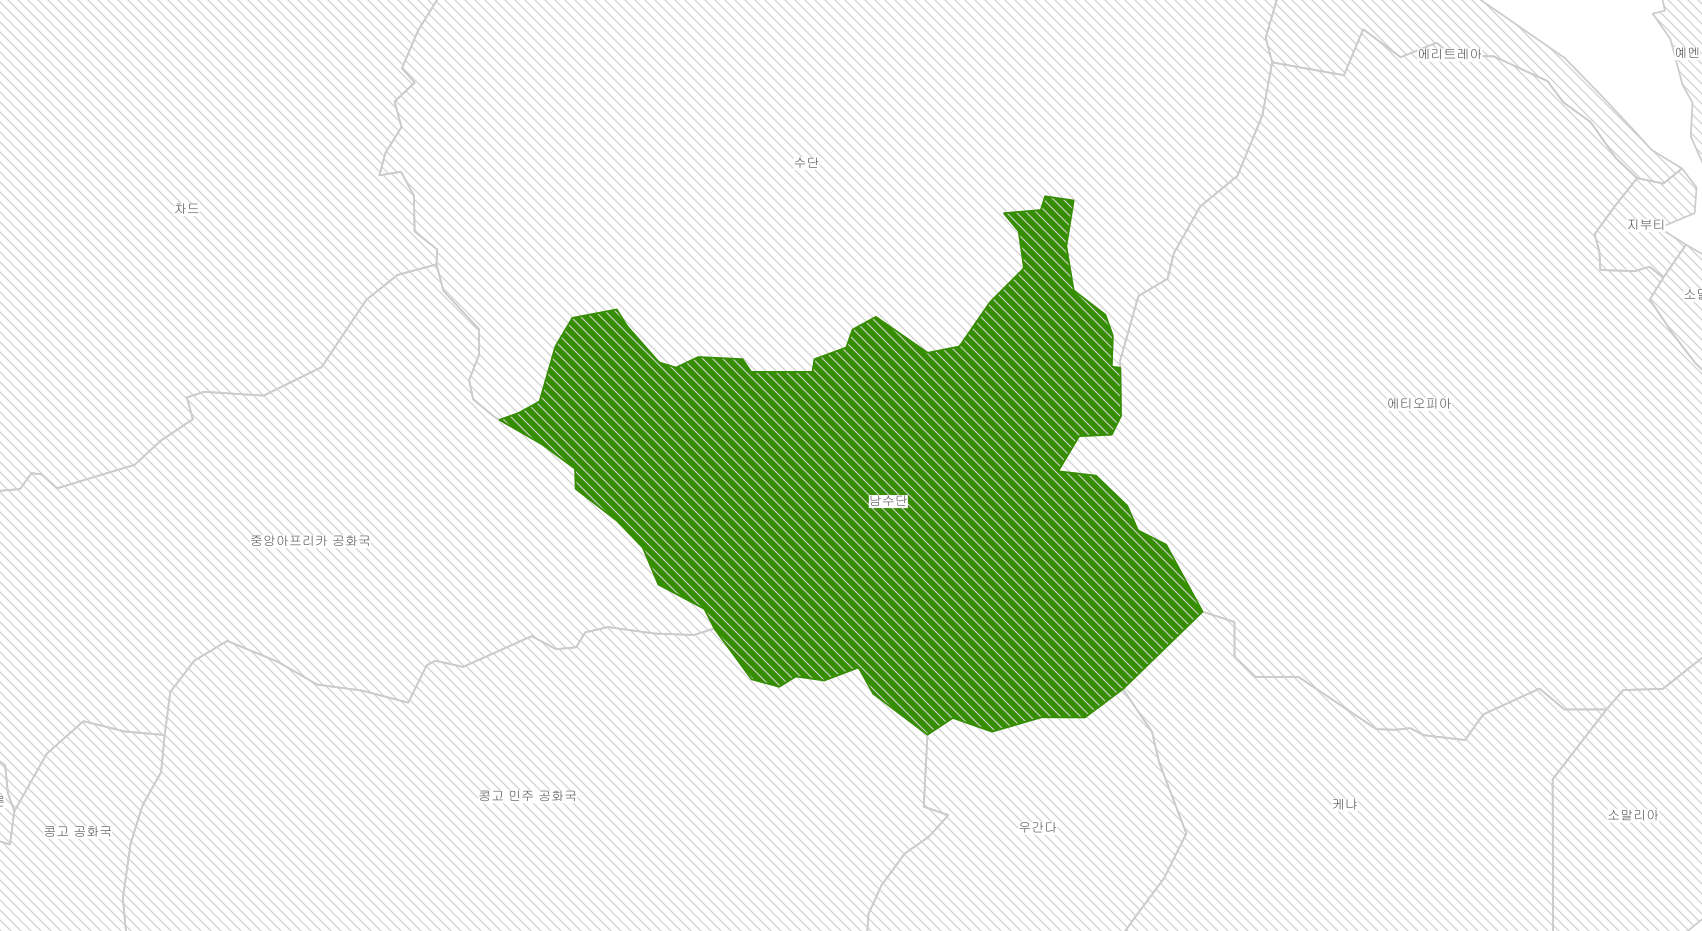 에리트레아
예멘
수단
차드
지부티
에티오피아
남수단
중앙아프리카 공화국
콩고 민주 공화국
케냐
소말리아
우간다
콩고 공화국